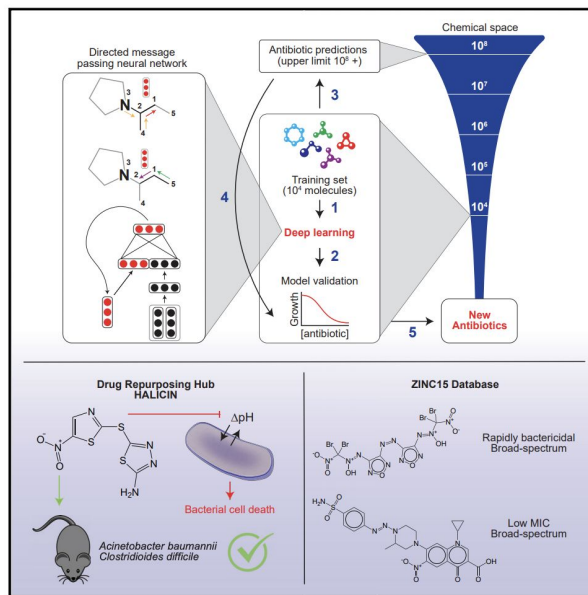 Directed message
passing neural network
3
1
N
2
5
4
3
N
2
1
5
4
Antibiotic predictions
(upper limit 10⁸ +)
3
4
Training set
(10⁴ molecules)
1
Deep learning
2
Model validation
Growth
[antibiotic]
5
Chemical space
10⁸
10⁷
10⁶
10⁵
10⁴
New
Antibiotics
Drug Repurposing Hub
HALICIN
N
S
S
O⁻
N⁺
O
N
S
N
NH₂
ΔpH
Bacterial cell death
Acinetobacter baumannii
Clostridioides difficile
ZINC15 Database
Rapidly bactericidal
Broad-spectrum
Low MIC
Broad-spectrum